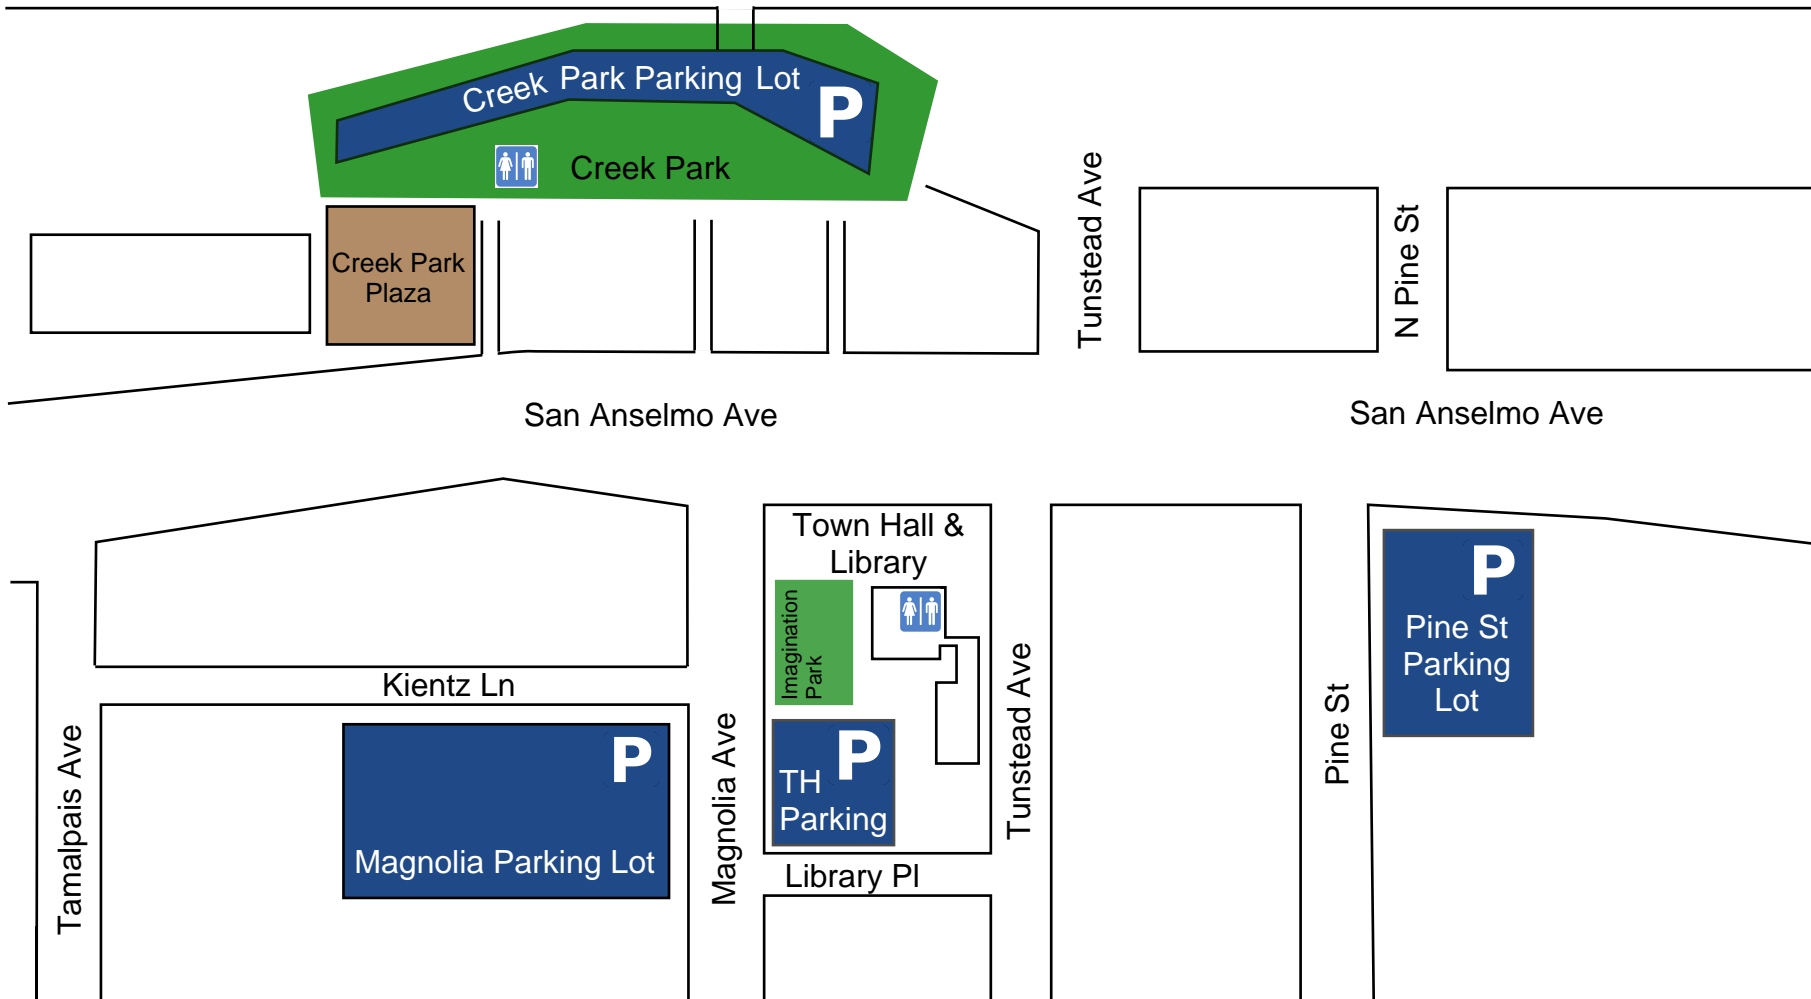 Creek Park Parking Lot
P
Creek Park
Creek Park
Plaza
Tunstead Ave
N Pine St
San Anselmo Ave
San Anselmo Ave
Town Hall &
Library
Imagination
Park
P
Pine St
Parking
Lot
Kientz Ln
Tamalpais Ave
P
Magnolia Parking Lot
Magnolia Ave
P
TH
Parking
Tunstead Ave
Pine St
Library Pl